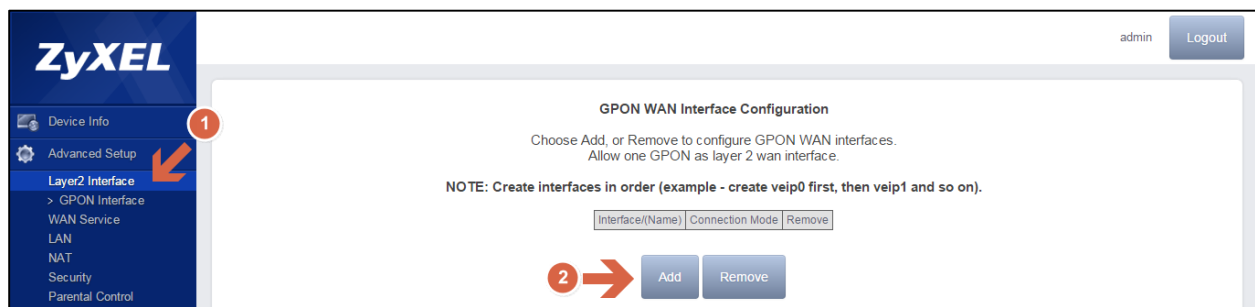 ZyXEL
admin
Logout
Device Info
1
Advanced Setup
Layer2 Interface
> GPON Interface
WAN Service
LAN
NAT
Security
Parental Control
GPON WAN Interface Configuration
Choose Add, or Remove to configure GPON WAN interfaces.
Allow one GPON as layer 2 wan interface.
NOTE: Create interfaces in order (example - create veip0 first, then veip1 and so on).
Interface/(Name) Connection Mode Remove
2 Add Remove